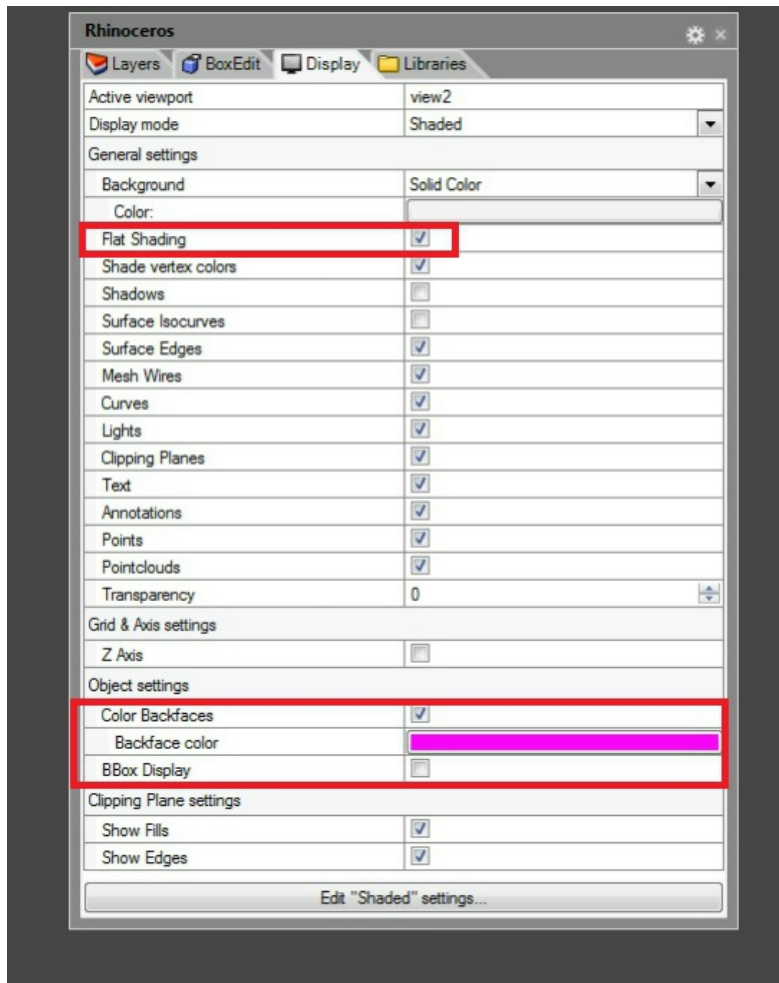 Rhinoceros
Layers BoxEdit Display Libraries
Active viewport view2
Display mode Shaded
General settings
Background Solid Color
Color:
Flat Shading
Shade vertex colors
Shadows
Surface Isocurves
Surface Edges
Mesh Wires
Curves
Lights
Clipping Planes
Text
Annotations
Points
Pointclouds
Transparency 0
Grid & Axis settings
Z Axis
Object settings
Color Backfaces
Backface color
BBox Display
Clipping Plane settings
Show Fills
Show Edges
Edit "Shaded" settings...